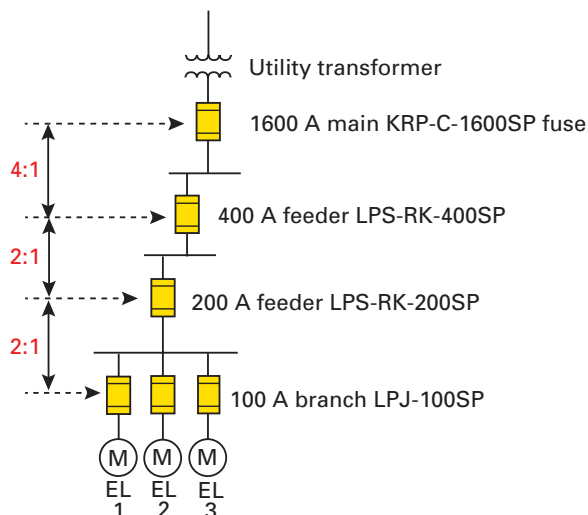 Utility transformer
1600 A main KRP-C-1600SP fuse
4:1
400 A feeder LPS-RK-400SP
2:1
200 A feeder LPS-RK-200SP
2:1
100 A branch LPJ-100SP
M M M
EL EL EL
1 2 3